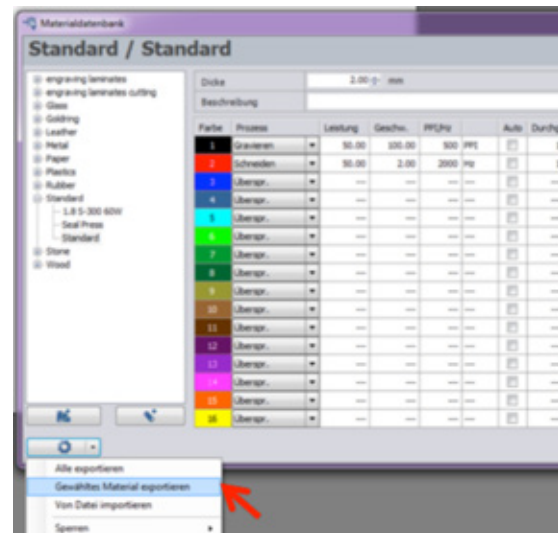 Materialdatenbank
Standard / Standard
engraving laminates
engraving laminates cutting
Glass
Goldring
Leather
Metal
Paper
Plastics
Rubber
Standard
1.8 S-300 60W
Seal Press
Standard
Stone
Wood
Dicke 2.00 mm
Beschreibung
Farbe Prozess Leistung Geschw. PPI/Hz Auto Durchg
1 Gravieren 50.00 100.00 500 PPI
2 Schneiden 50.00 2.00 2000 Hz
3 Überspr.. --- --- --- ---
4 Überspr.. --- --- --- ---
5 Überspr.. --- --- --- ---
6 Überspr.. --- --- --- ---
7 Überspr.. --- --- --- ---
8 Überspr.. --- --- --- ---
9 Überspr.. --- --- --- ---
10 Überspr.. --- --- --- ---
11 Überspr.. --- --- --- ---
12 Überspr.. --- --- --- ---
13 Überspr.. --- --- --- ---
14 Überspr.. --- --- --- ---
15 Überspr.. --- --- --- ---
16 Überspr.. --- --- --- ---
Alle exportieren
Gewähltes Material exportieren
Von Datei importieren
Sperren